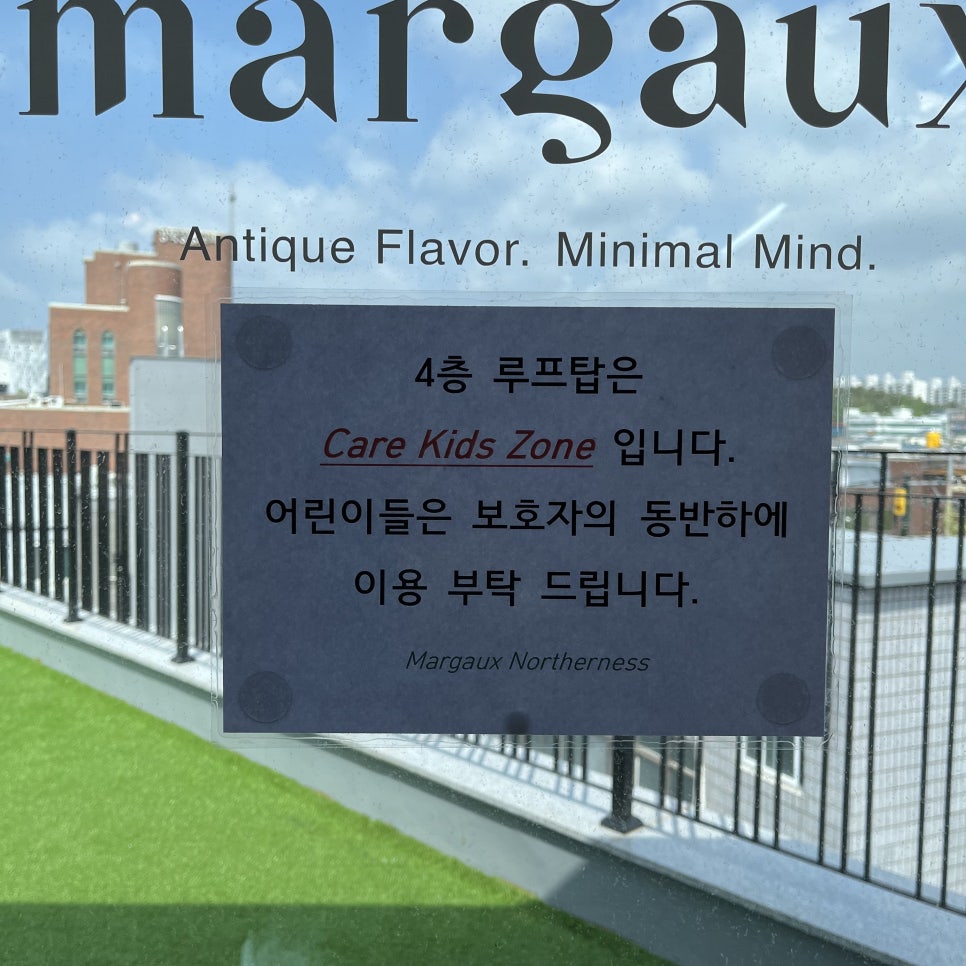 margaux
Antique Flavor. Minimal Mind.
4층 루프탑은
Care Kids Zone 입니다.
어린이들은 보호자의 동반하에
이용 부탁 드립니다.
Margaux Northerness